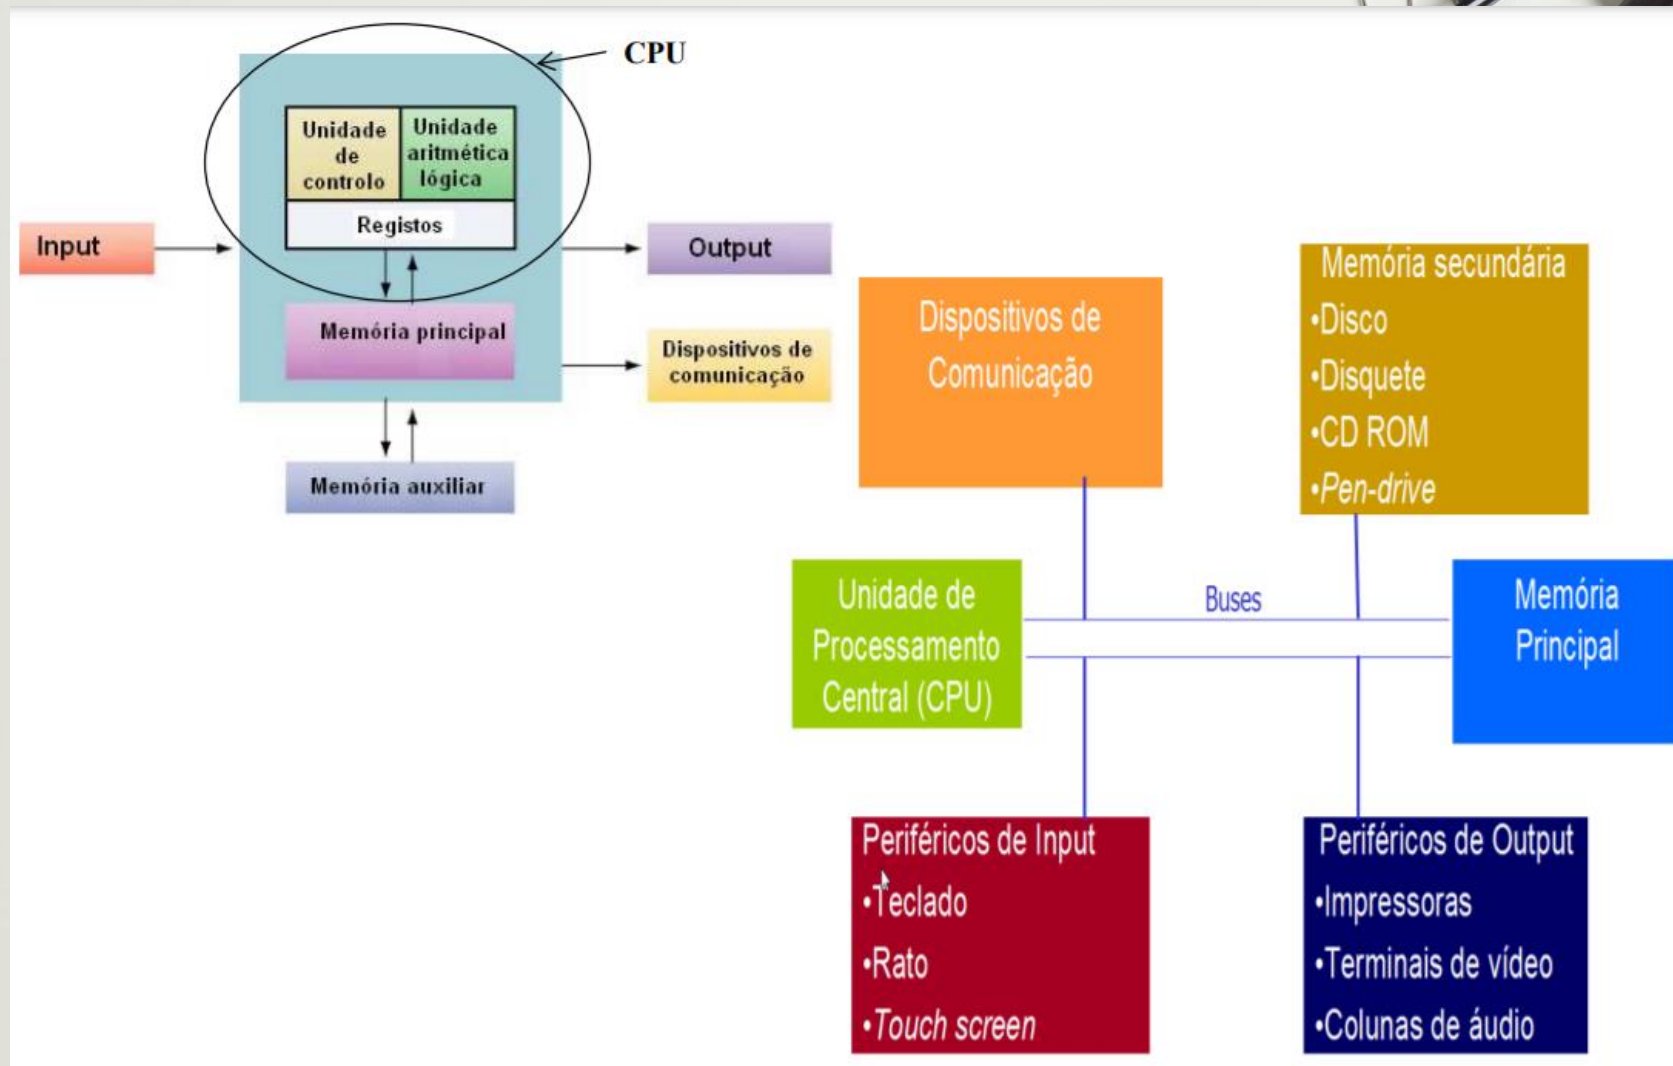 CPU
Unidade
de
controlo
Unidade
aritmética
lógica
Registos
Input
Output
Memória principal
Dispositivos de
comunicação
Memória auxiliar
Dispositivos de
Comunicação
Memória secundária
•Disco
•Disquete
•CD ROM
•Pen-drive
Unidade de
Processamento
Central (CPU)
Buses
Memória
Principal
Periféricos de Input
•Teclado
•Rato
•Touch screen
Periféricos de Output
•Impressoras
•Terminais de vídeo
•Colunas de áudio